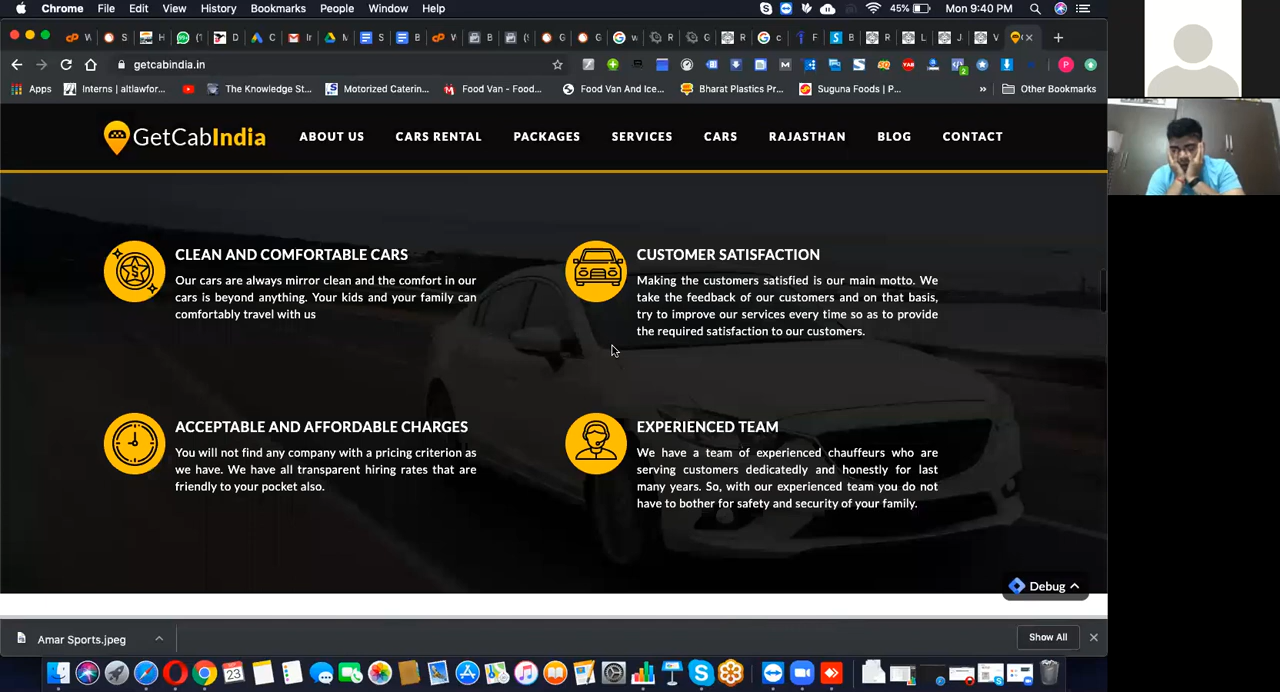 Chrome File Edit View History Bookmarks People Window Help
45% Mon 9:40 PM
getcabindia.in
Apps Interns | altlawfor... The Knowledge St... Motorized Caterin... Food Van - Food... Food Van And Ice... Bharat Plastics Pr... Suguna Foods | P... » Other Bookmarks
GetCabIndia ABOUT US CARS RENTAL PACKAGES SERVICES CARS RAJASTHAN BLOG CONTACT
CLEAN AND COMFORTABLE CARS
Our cars are always mirror clean and the comfort in our
cars is beyond anything. Your kids and your family can
comfortably travel with us
CUSTOMER SATISFACTION
Making the customers satisfied is our main motto. We
take the feedback of our customers and on that basis,
try to improve our services every time so as to provide
the required satisfaction to our customers.
ACCEPTABLE AND AFFORDABLE CHARGES
You will not find any company with a pricing criterion as
we have. We have all transparent hiring rates that are
friendly to your pocket also.
EXPERIENCED TEAM
We have a team of experienced chauffeurs who are
serving customers dedicatedly and honestly for last
many years. So, with our experienced team you do not
have to bother for safety and security of your family.
Debug
Amar Sports.jpeg
Show All